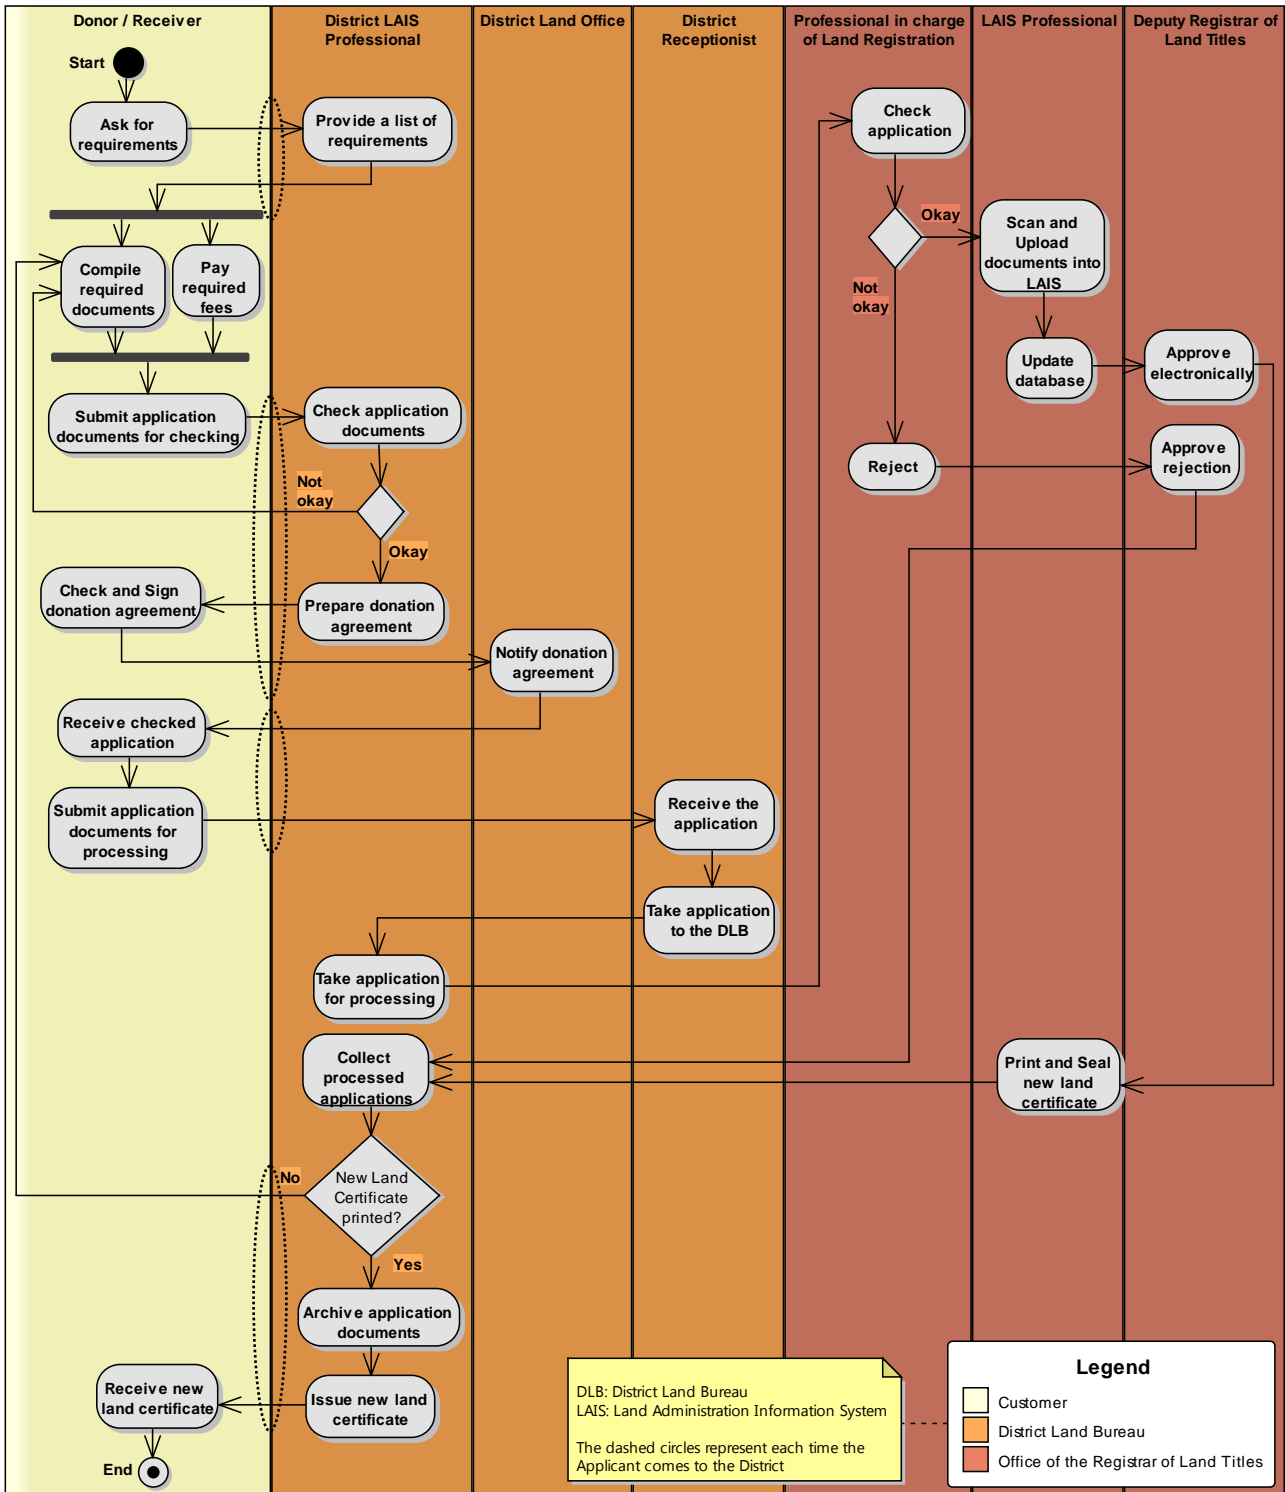 Donor / Receiver
District LAIS
Professional
District Land Office
District
Receptionist
Professional in charge
of Land Registration
LAIS Professional
Deputy Registrar of
Land Titles
Start
Ask for
requirements
Provide a list of
requirements
Check
application
Okay
Not
okay
Scan and
Upload
documents into
LAIS
Compile
required
documents
Pay
required
fees
Update
database
Approve
electronically
Submit application
documents for checking
Check application
documents
Reject
Approve
rejection
Not
okay
Okay
Check and Sign
donation agreement
Prepare donation
agreement
Notify donation
agreement
Receive checked
application
Submit application
documents for
processing
Receive the
application
Take application
to the DLB
Take application
for processing
Collect
processed
applications
Print and Seal
new land
certificate
No
New Land
Certificate
printed?
Yes
Archive application
documents
Receive new
land certificate
Issue new land
certificate
End
DLB: District Land Bureau
LAIS: Land Administration Information System
The dashed circles represent each time the
Applicant comes to the District
Legend
Customer
District Land Bureau
Office of the Registrar of Land Titles